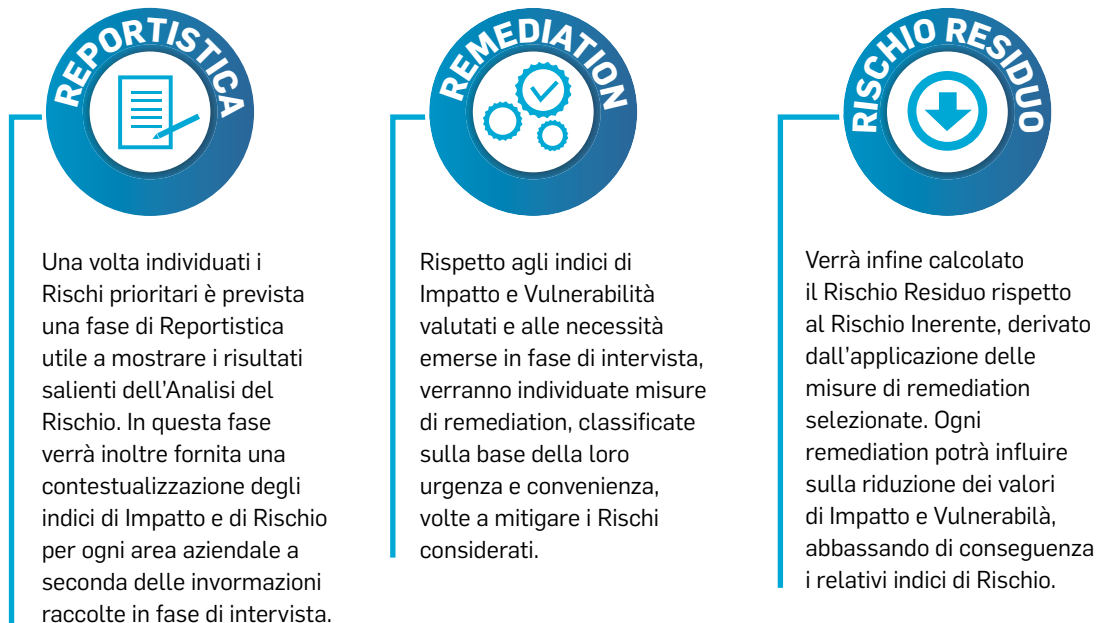 REPORTISTICA
Una volta individuati i
Rischi prioritari è prevista
una fase di Reportistica
utile a mostrare i risultati
salienti dell'Analisi del
Rischio. In questa fase
verrà inoltre fornita una
contestualizzazione degli
indici di Impatto e di Rischio
per ogni area aziendale a
seconda delle invormazioni
raccolte in fase di intervista.
REMEDIATION
Rispetto agli indici di
Impatto e Vulnerabilità
valutati e alle necessità
emerse in fase di intervista,
verranno individuate misure
di remediation, classificate
sulla base della loro
urgenza e convenienza,
volte a mitigare i Rischi
considerati.
RISCHIO RESIDUO
Verrà infine calcolato
il Rischio Residuo rispetto
al Rischio Inerente, derivato
dall'applicazione delle
misure di remediation
selezionate. Ogni
remediation potrà influire
sulla riduzione dei valori
di Impatto e Vulnerabilà,
abbassando di conseguenza
i relativi indici di Rischio.